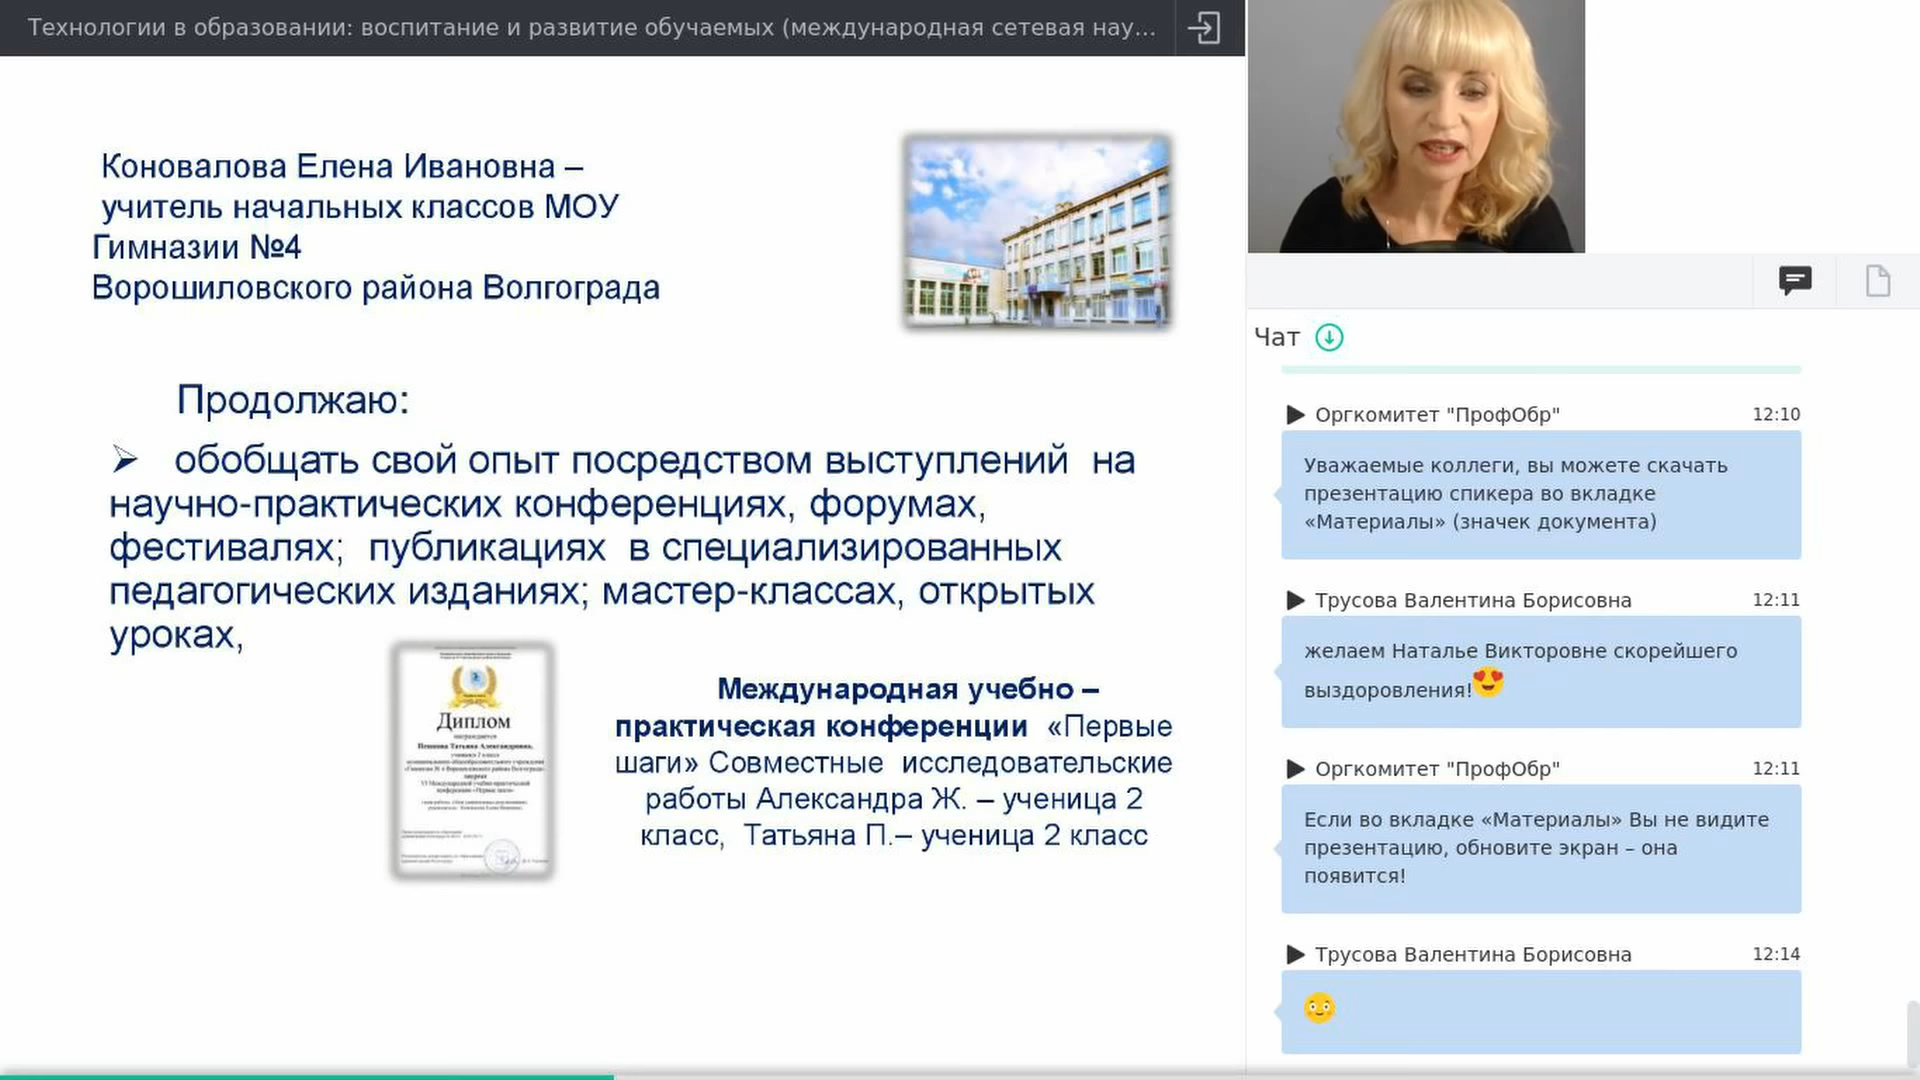 Технологии в образовании: воспитание и развитие обучаемых (международная сетевая нау...
Коновалова Елена Ивановна –
учитель начальных классов МОУ
Гимназии №4
Ворошиловского района Волгограда
Продолжаю:
➢ обобщать свой опыт посредством выступлений на
научно-практических конференциях, форумах,
фестивалях; публикациях в специализированных
педагогических изданиях; мастер-классах, открытых
уроках,
Диплом
Международная учебно –
практическая конференции «Первые
шаги» Совместные исследовательские
работы Александра Ж. – ученица 2
класс, Татьяна П.– ученица 2 класс
Чат
Оргкомитет "ПрофОбр" 12:10
Уважаемые коллеги, вы можете скачать
презентацию спикера во вкладке
«Материалы» (значек документа)
Трусова Валентина Борисовна 12:11
желаем Наталье Викторовне скорейшего
выздоровления!😍
Оргкомитет "ПрофОбр" 12:11
Если во вкладке «Материалы» Вы не видите
презентацию, обновите экран – она
появится!
Трусова Валентина Борисовна 12:14
😳